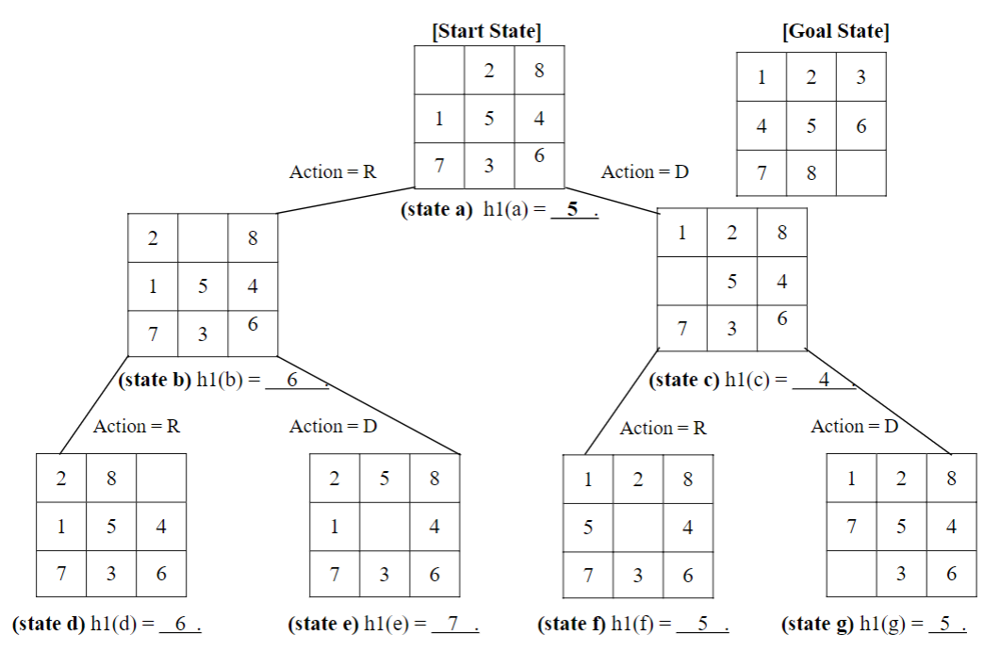 [Start State]
[Goal State]
2 8
1 5 4
7 3 6
1 2 3
4 5 6
7 8
Action = R
Action = D
(state a) h1(a) = 5 .
2 8
1 5 4
7 3 6
1 2 8
5 4
7 3 6
(state b) h1(b) = 6 .
(state c) h1(c) = 4 .
Action = R
Action = D
Action = R
Action = D
2 8
1 5 4
7 3 6
2 5 8
1 4
7 3 6
1 2 8
5 4
7 3 6
1 2 8
7 5 4
3 6
(state d) h1(d) = 6 .
(state e) h1(e) = 7 .
(state f) h1(f) = 5 .
(state g) h1(g) = 5 .